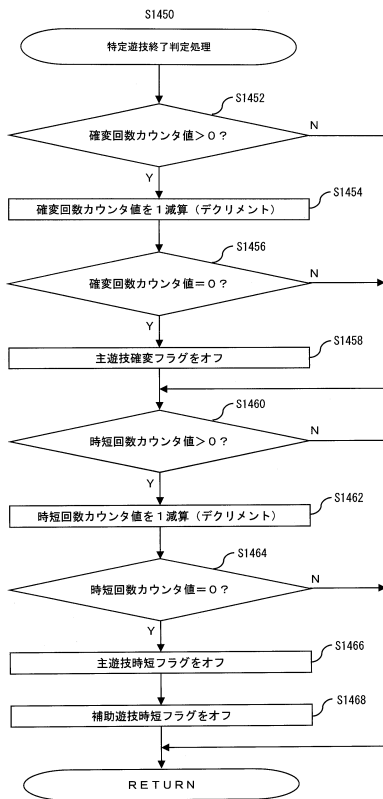 S1450
特定遊技終了判定処理
S1452
確変回数カウンタ値>0?
N
Y
S1454
確変回数カウンタ値を1減算(デクリメント)
S1456
確変回数カウンタ値=0?
N
Y
S1458
主遊技確変フラグをオフ
S1460
時短回数カウンタ値>0?
N
Y
S1462
時短回数カウンタ値を1減算(デクリメント)
S1464
時短回数カウンタ値=0?
N
Y
S1466
主遊技時短フラグをオフ
S1468
補助遊技時短フラグをオフ
RETURN